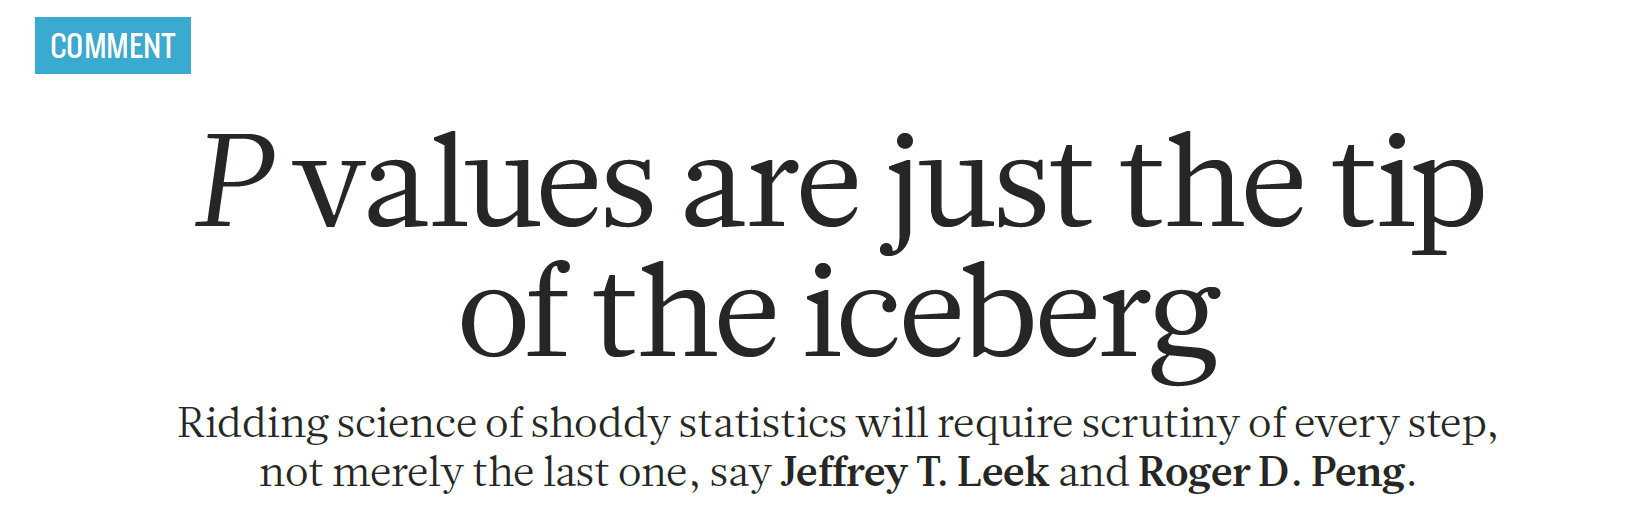 COMMENT
P values are just the tip
of the iceberg
Ridding science of shoddy statistics will require scrutiny of every step,
not merely the last one, say Jeffrey T. Leek and Roger D. Peng.